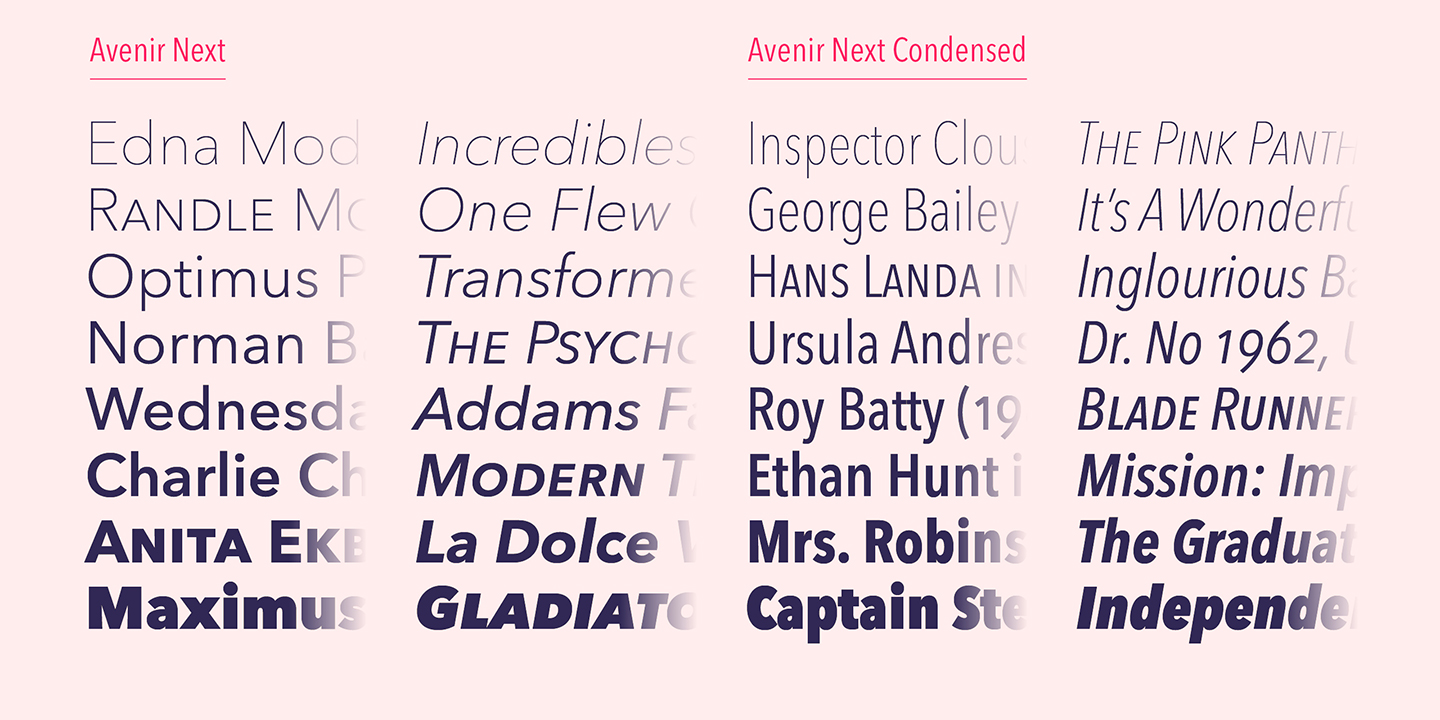 Avenir Next
Edna Mod
RANDLE MC
Optimus P
Norman B
Wednesda
Charlie Ch
ANITA EKB
Maximus
Incredibles
One Flew
Transforme
THE PSYCHO
Addams Fa
MODERN T
La Dolce V
GLADIATO
Avenir Next Condensed
Inspector Clous
George Bailey
HANS LANDA IN
Ursula Andres
Roy Batty (19
Ethan Hunt i
Mrs. Robins
Captain Ste
THE PINK PANTH
It’s A Wonderfu
Inglourious Ba
Dr. No 1962, U
BLADE RUNNER
Mission: Imp
The Graduat
Independe